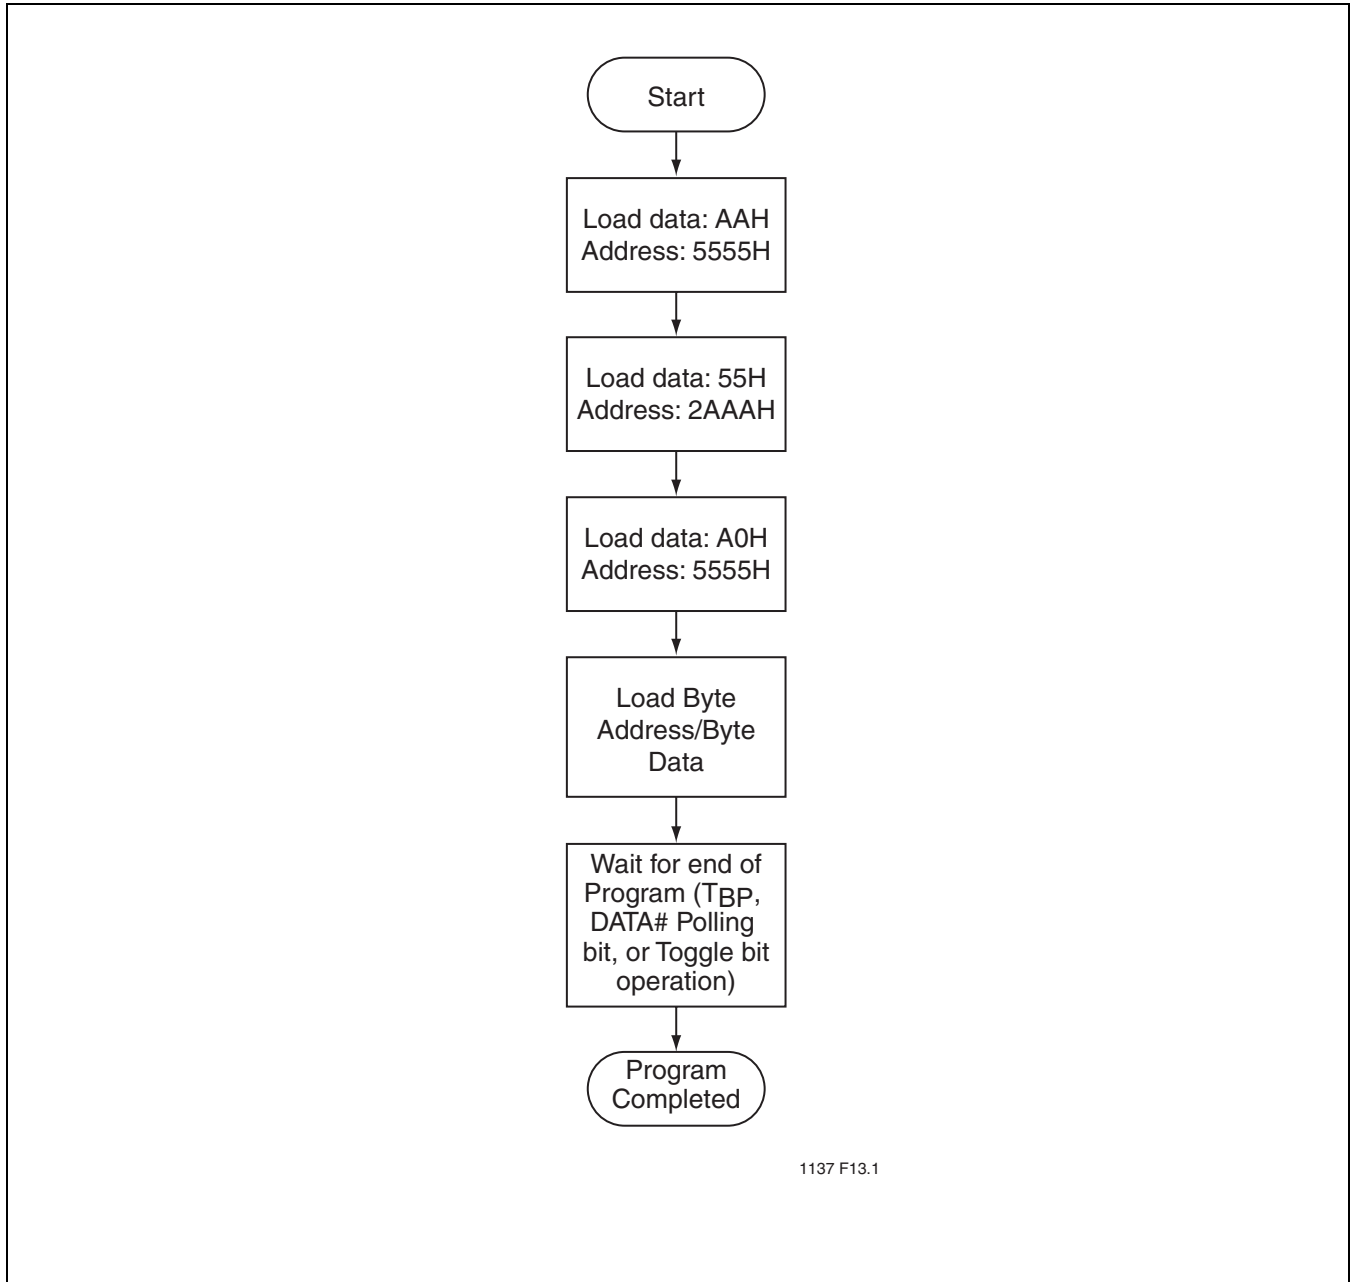 Start
Load data: AAH
Address: 5555H
Load data: 55H
Address: 2AAAH
Load data: A0H
Address: 5555H
Load Byte
Address/Byte
Data
Wait for end of
Program (TBP,
DATA# Polling
bit, or Toggle bit
operation)
Program
Completed
1137 F13.1